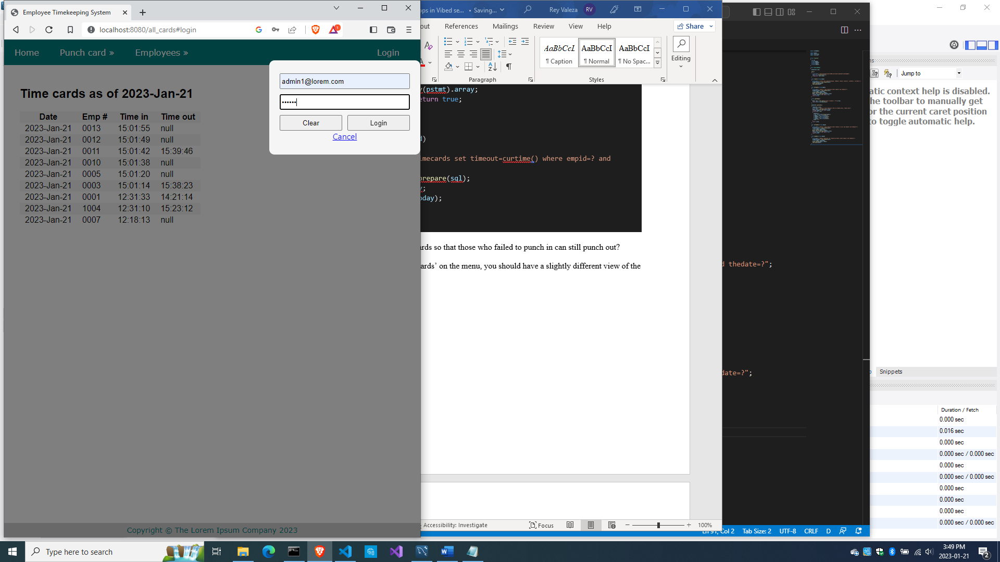 Employee Timekeeping System
localhost:8080/all_cards#login
1
Home
Punch card »
Employees »
Login
admin1@lorem.com
••••••
Clear
Login
Cancel
Time cards as of 2023-Jan-21
Date Emp # Time in Time out
2023-Jan-21 0013 15:01:55 null
2023-Jan-21 0012 15:01:49 null
2023-Jan-21 0011 15:01:42 15:39:46
2023-Jan-21 0010 15:01:38 null
2023-Jan-21 0005 15:01:20 null
2023-Jan-21 0003 15:01:14 15:38:23
2023-Jan-21 0001 12:31:33 14:21:14
2023-Jan-21 1004 12:31:10 15:23:12
2023-Jan-21 0007 12:18:13 null
Copyright © The Lorem Ipsum Company 2023
ops in Vibed se... • Saving...
Rey Valeza RV
out References Mailings Review View Help
Share
AaBbCcI AaBbCcI AaBbCcI
¶ Caption ¶ Normal ¶ No Spac...
Editing
Paragraph
Styles
y(pstmt).array;
eturn true;
d)
imecards set timeout=curtime() where empid=? and
prepare(sql);
y;
oday);
ards so that those who failed to punch in can still punch out?
ards’ on the menu, you should have a slightly different view of the
Accessibility: Investigate
Focus
100%
d thedate=?";
date=?";
Ln 91, Col 2 Tab Size: 2 UTF-8 CRLF D
ns
Jump to
atic context help is disabled.
he toolbar to manually get
or the current caret position
to toggle automatic help.
p Snippets
Duration / Fetch
0.000 sec
0.016 sec
0.000 sec
0.000 sec / 0.000 sec
0.000 sec
0.000 sec / 0.000 sec
0.000 sec
0.000 sec
0.000 sec
0.000 sec / 0.000 sec
Type here to search
3:49 PM
2023-01-21
2